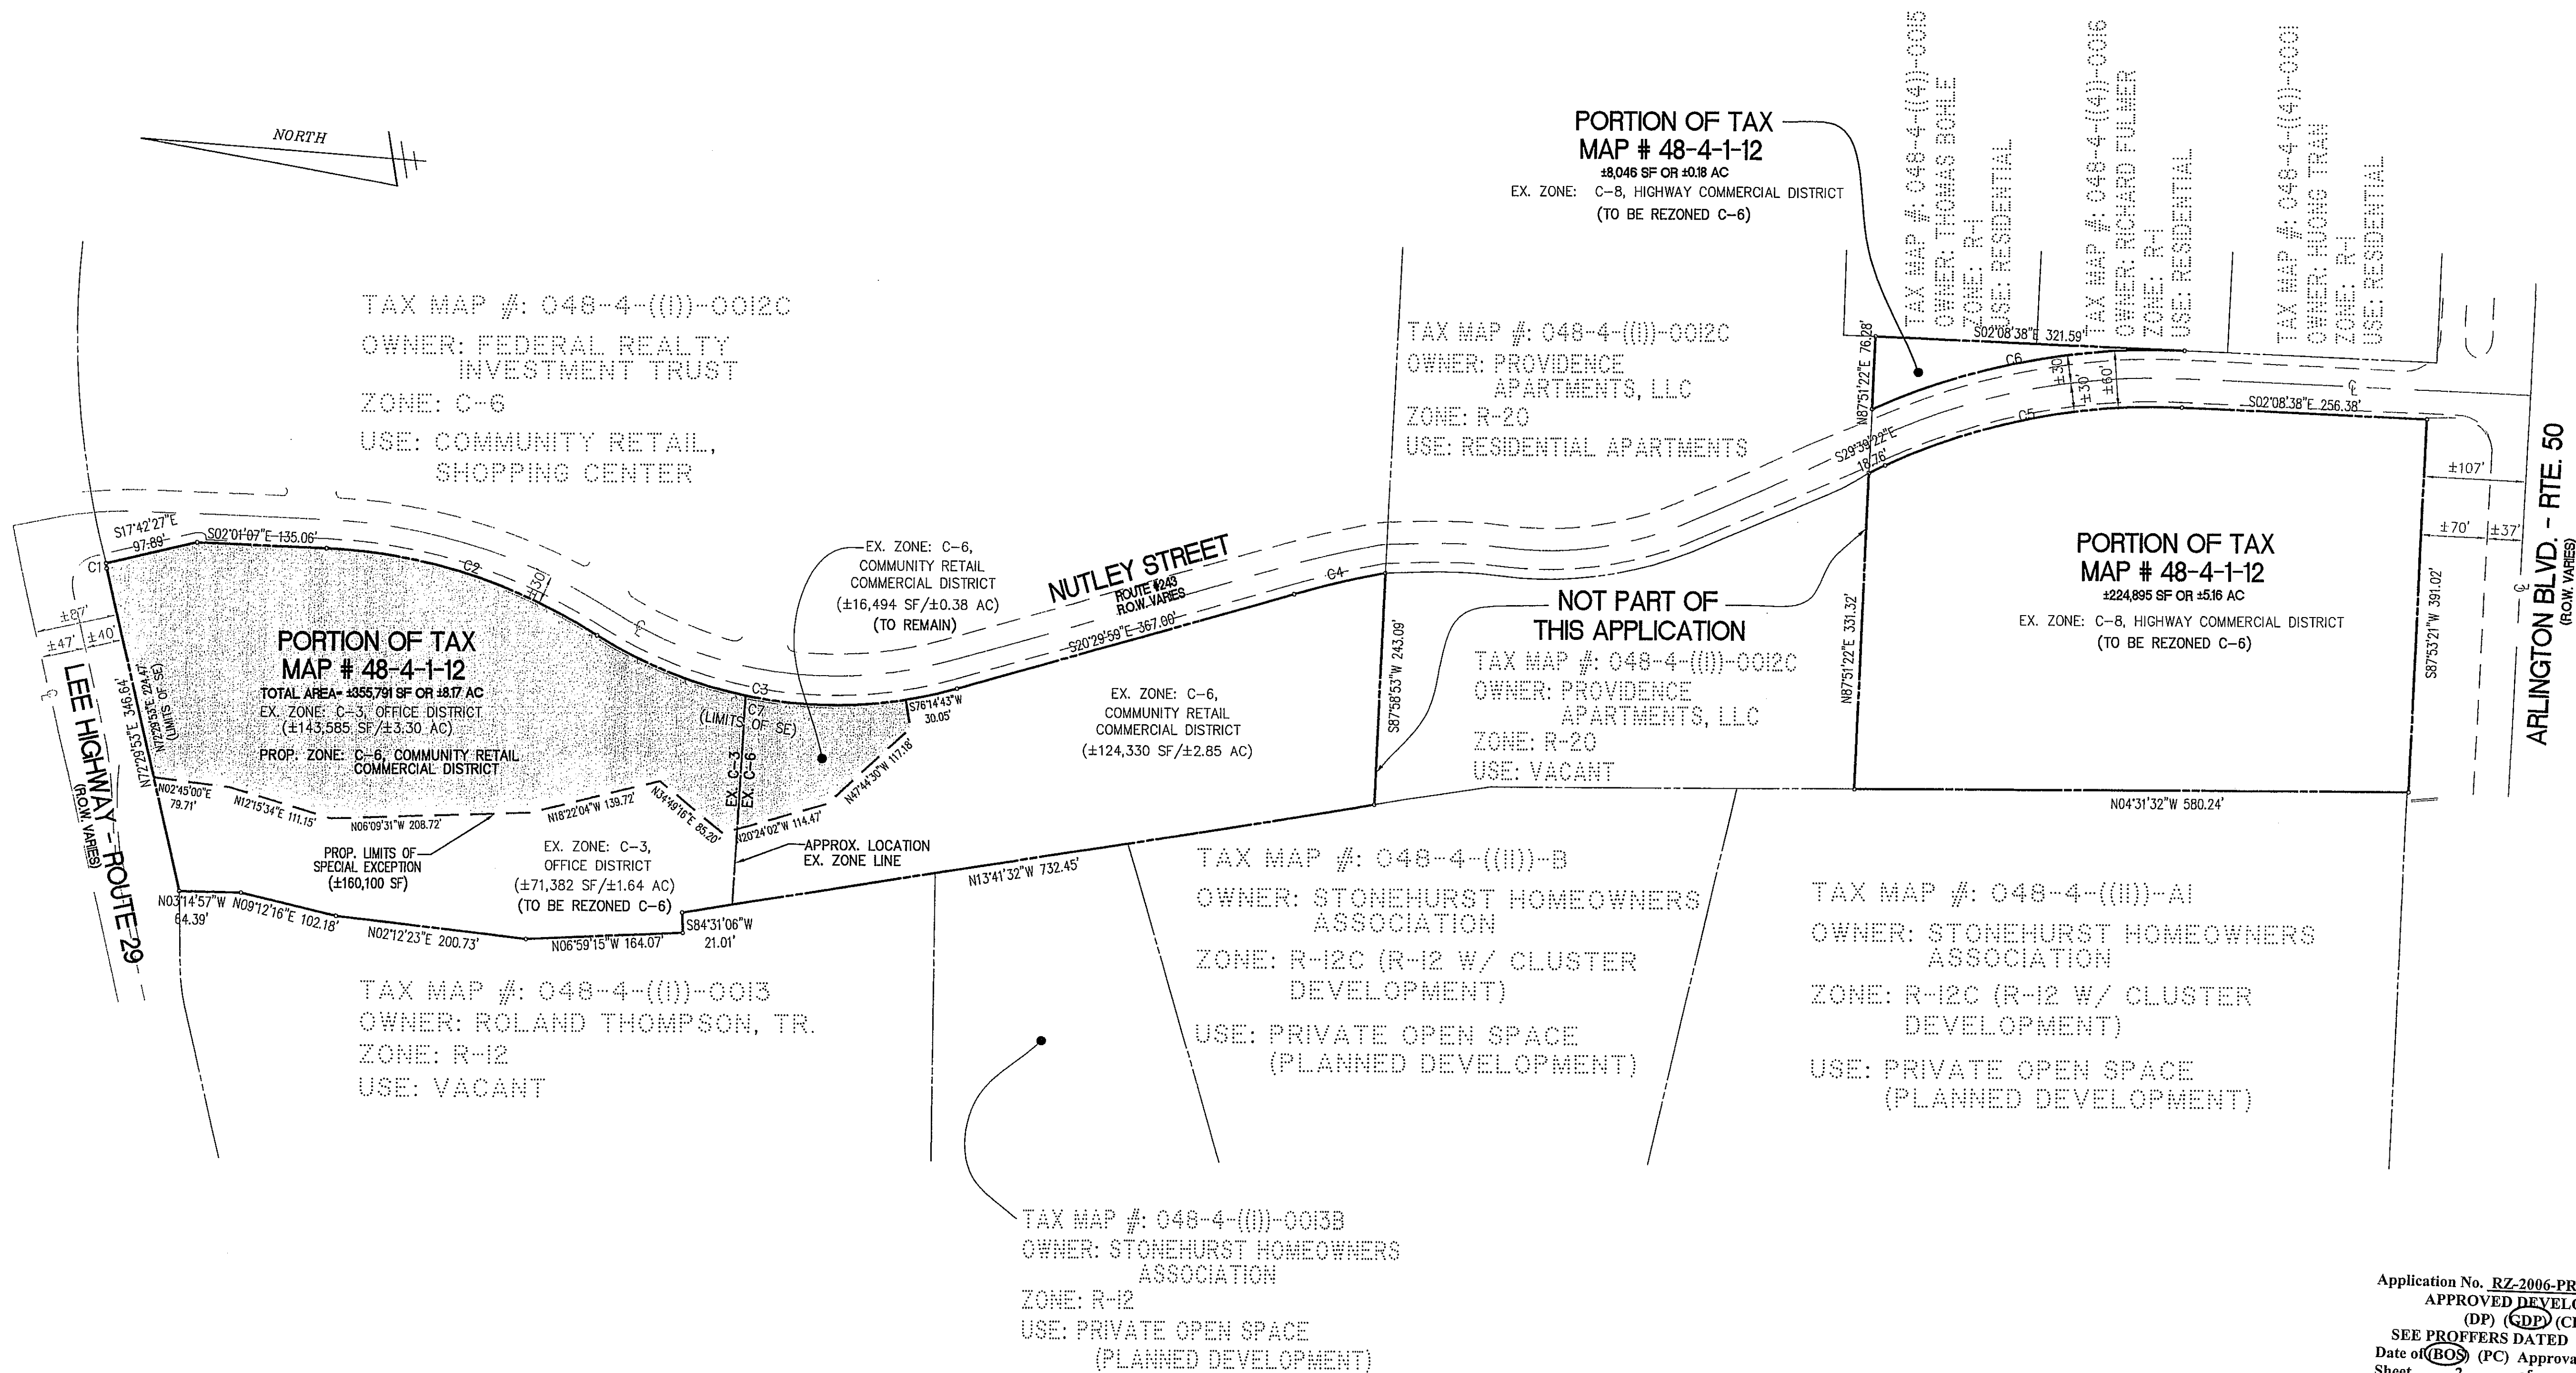 NORTH
PORTION OF TAX
MAP # 48-4-1-12
±8,046 SF OR ±0.18 AC
EX. ZONE: C-8, HIGHWAY COMMERCIAL DISTRICT
(TO BE REZONED C-6)
TAX MAP #: 048-4-((4))-0015
OWNER: THOMAS BOHLE
ZONE: R-1
USE: RESIDENTIAL
TAX MAP #: 048-4-((4))-0016
OWNER: RICHARD FULMER
ZONE: R-1
USE: RESIDENTIAL
TAX MAP #: 048-4-((4))-0001
OWNER: HUONG TRAN
ZONE: R-1
USE: RESIDENTIAL
TAX MAP #: 048-4-((1))-0012C
OWNER: FEDERAL REALTY
INVESTMENT TRUST
ZONE: C-6
USE: COMMUNITY RETAIL,
SHOPPING CENTER
TAX MAP #: 048-4-((1))-0012C
OWNER: PROVIDENCE
APARTMENTS, LLC
ZONE: R-20
USE: RESIDENTIAL APARTMENTS
N87°51'22"E 76.28'
S02°08'38"E 321.59'
C6
±30'
±30'
±60'
C5
℄
S02°08'38"E 256.38'
S29°39'22"E
18.76'
S17°42'27"E
97.89'
C1
S02°01'07"E 135.06'
C2
±30'
℄
±87'
±47'
±40'
℄
LEE HIGHWAY - ROUTE 29
(R.O.W. VARIES)
N72°29'53"E 346.64'
N72°29'53"E 224.47'
(LIMITS OF SE)
PORTION OF TAX
MAP # 48-4-1-12
TOTAL AREA= ±355,791 SF OR ±8.17 AC
EX. ZONE: C-3, OFFICE DISTRICT
(±143,585 SF/±3.30 AC)
PROP. ZONE: C-6, COMMUNITY RETAIL
COMMERCIAL DISTRICT
EX. ZONE: C-6,
COMMUNITY RETAIL
COMMERCIAL DISTRICT
(±16,494 SF/±0.38 AC)
(TO REMAIN)
NUTLEY STREET
ROUTE #243
R.O.W. VARIES
S20°29'59"E 367.00'
C4
C3
C7
(LIMITS OF SE)
EX. C-3
EX. C-6
S76°14'43"W
30.05'
N47°44'30"W 117.18'
N20°24'02"W 114.47'
N34°49'16"E 85.20'
N18°22'04"W 139.72'
N06°09'31"W 208.72'
N12°15'34"E 111.15'
N02°45'00"E
79.71'
EX. ZONE: C-6,
COMMUNITY RETAIL
COMMERCIAL DISTRICT
(±124,330 SF/±2.85 AC)
S87°58'53"W 243.09'
NOT PART OF
THIS APPLICATION
TAX MAP #: 048-4-((1))-0012C
OWNER: PROVIDENCE
APARTMENTS, LLC
ZONE: R-20
USE: VACANT
N87°51'22"E 331.32'
PORTION OF TAX
MAP # 48-4-1-12
±224,895 SF OR ±5.16 AC
EX. ZONE: C-8, HIGHWAY COMMERCIAL DISTRICT
(TO BE REZONED C-6)
S87°53'21"W 391.02'
±107'
±70'
±37'
℄
ARLINGTON BLVD. - RTE. 50
(R.O.W. VARIES)
N04°31'32"W 580.24'
PROP. LIMITS OF
SPECIAL EXCEPTION
(±160,100 SF)
EX. ZONE: C-3,
OFFICE DISTRICT
(±71,382 SF/±1.64 AC)
(TO BE REZONED C-6)
APPROX. LOCATION
EX. ZONE LINE
N13°41'32"W 732.45'
N03°14'57"W
64.39'
N09°12'16"E 102.18'
N02°12'23"E 200.73'
N06°59'15"W 164.07'
S84°31'06"W
21.01'
TAX MAP #: 048-4-((1))-0013
OWNER: ROLAND THOMPSON, TR.
ZONE: R-12
USE: VACANT
TAX MAP #: 048-4-((11))-B
OWNER: STONEHURST HOMEOWNERS
ASSOCIATION
ZONE: R-12C (R-12 W/ CLUSTER
DEVELOPMENT)
USE: PRIVATE OPEN SPACE
(PLANNED DEVELOPMENT)
TAX MAP #: 048-4-((11))-A1
OWNER: STONEHURST HOMEOWNERS
ASSOCIATION
ZONE: R-12C (R-12 W/ CLUSTER
DEVELOPMENT)
USE: PRIVATE OPEN SPACE
(PLANNED DEVELOPMENT)
TAX MAP #: 048-4-((1))-0013B
OWNER: STONEHURST HOMEOWNERS
ASSOCIATION
ZONE: R-12
USE: PRIVATE OPEN SPACE
(PLANNED DEVELOPMENT)
Application No. RZ-2006-PR
APPROVED DEVELO
(DP) (GDP) (C
SEE PROFFERS DATED
Date of (BOS) (PC) Approva
Sheet 2